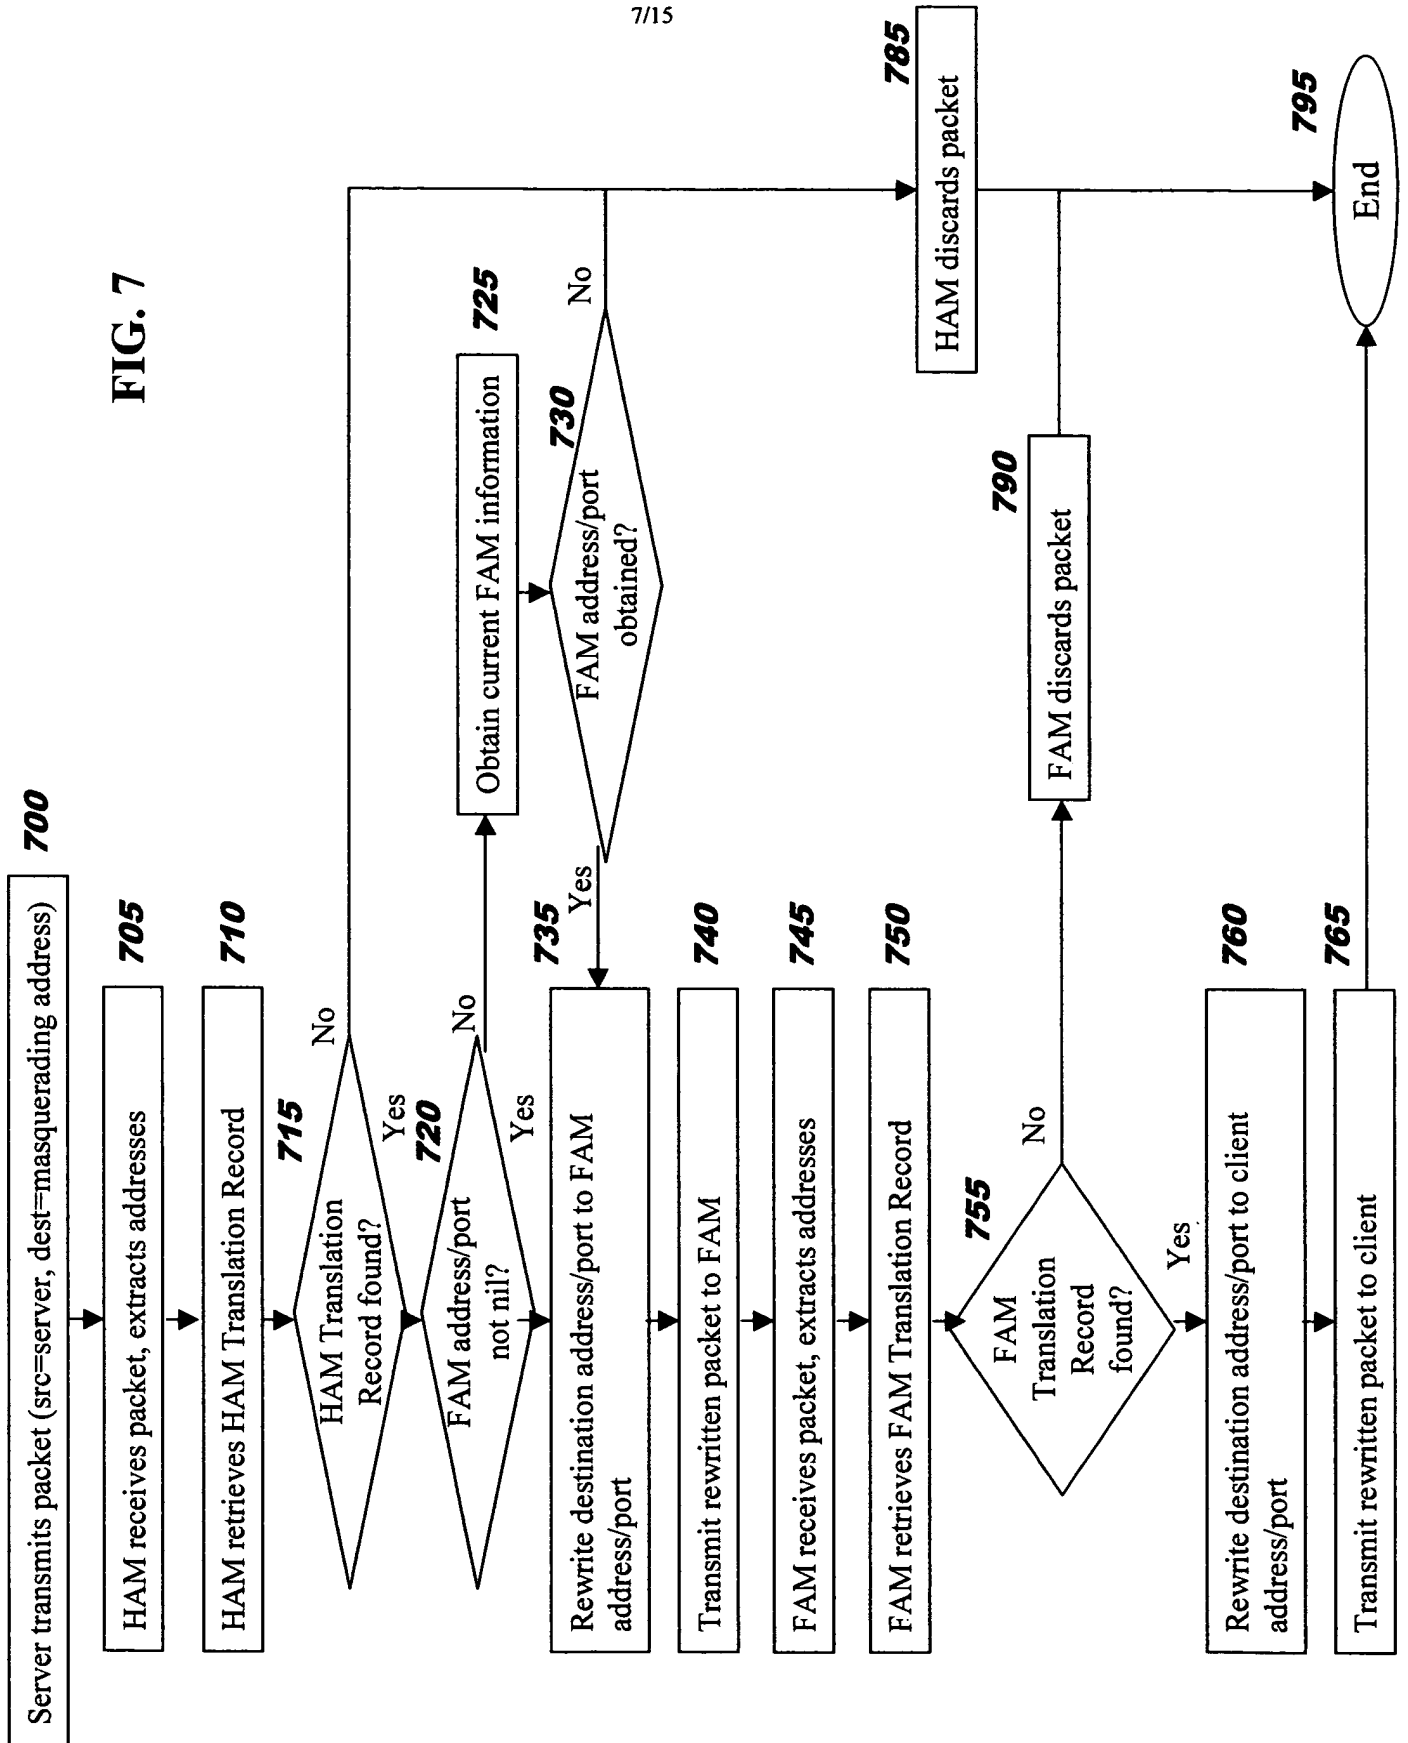 7/15
FIG. 7
Server transmits packet (src=server, dest=masquerading address)
700
HAM receives packet, extracts addresses
705
HAM retrieves HAM Translation Record
710
HAM Translation
Record found?
715
No
Yes
FAM address/port
not nil?
720
No
Yes
Obtain current FAM information
725
FAM address/port
obtained?
730
No
Yes
735
Rewrite destination address/port to FAM
address/port
Transmit rewritten packet to FAM
740
FAM receives packet, extracts addresses
745
FAM retrieves FAM Translation Record
750
FAM
Translation
Record
found?
755
No
Yes
FAM discards packet
790
HAM discards packet
785
Rewrite destination address/port to client
address/port
760
Transmit rewritten packet to client
765
End
795